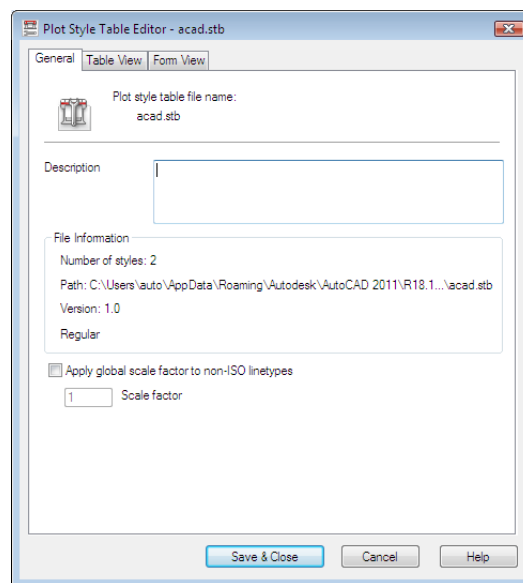 Plot Style Table Editor - acad.stb
General Table View Form View
Plot style table file name:
acad.stb
Description
File Information
Number of styles: 2
Path: C:\Users\auto\AppData\Roaming\Autodesk\AutoCAD 2011\R18.1...\acad.stb
Version: 1.0
Regular
Apply global scale factor to non-ISO linetypes
1 Scale factor
Save & Close Cancel Help